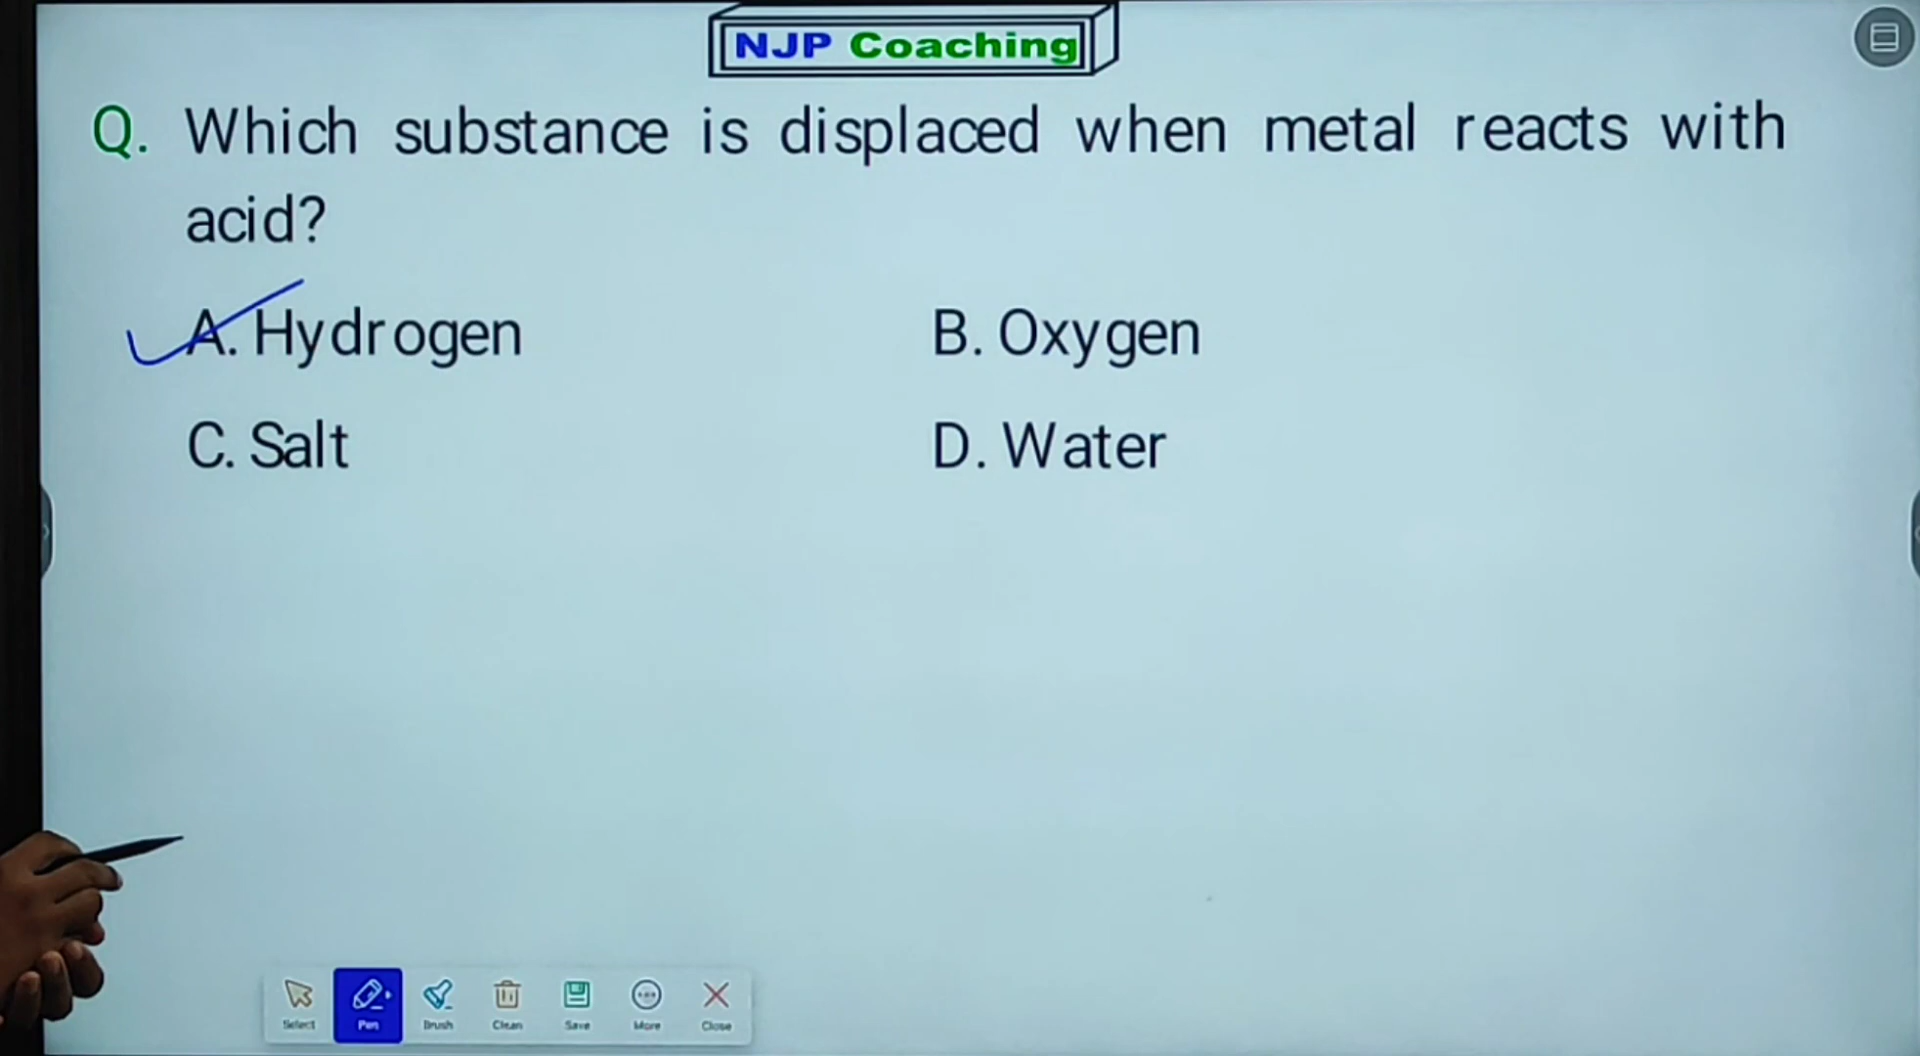 NJP Coaching
Q. Which substance is displaced when metal reacts with
acid?
A. Hydrogen
B. Oxygen
C. Salt
D. Water
Select Pen Brush Clean Save More Close